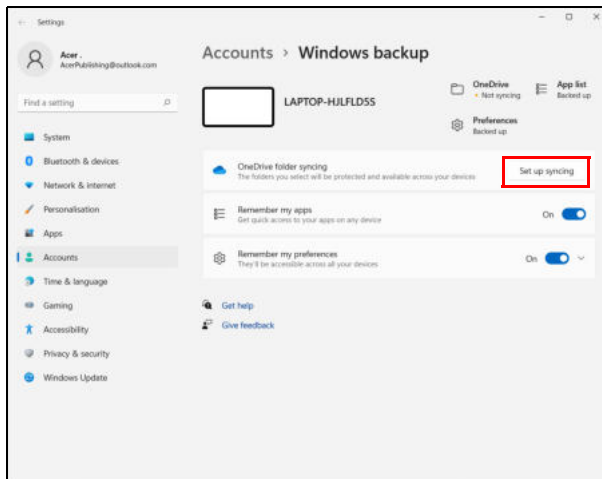 Settings
Acer .
AcerPublishing@outlook.com
Find a setting
System
Bluetooth & devices
Network & internet
Personalisation
Apps
Accounts
Time & language
Gaming
Accessibility
Privacy & security
Windows Update
Accounts > Windows backup
LAPTOP-HJLFLD5S
OneDrive
• Not syncing
App list
Backed up
Preferences
Backed up
OneDrive folder syncing
The folders you select will be protected and available across your devices
Set up syncing
Remember my apps
Get quick access to your apps on any device
On
Remember my preferences
They'll be accessible across all your devices
On
Get help
Give feedback